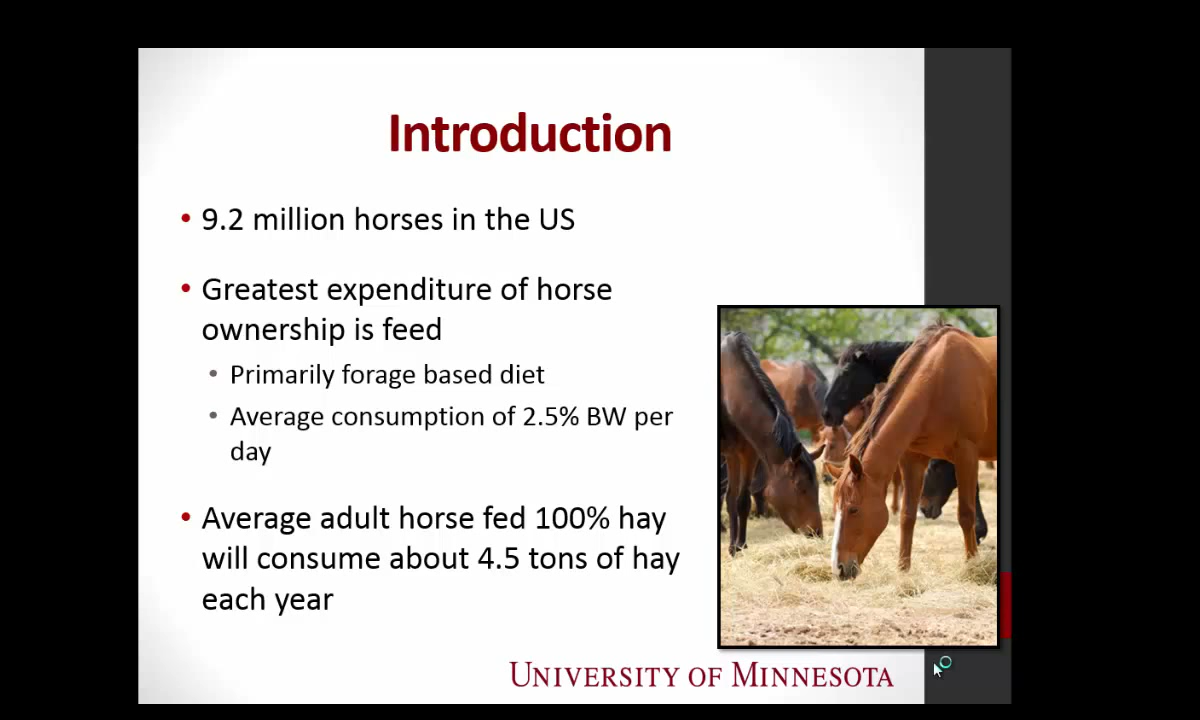 Introduction
• 9.2 million horses in the US
• Greatest expenditure of horse
ownership is feed
• Primarily forage based diet
• Average consumption of 2.5% BW per
day
• Average adult horse fed 100% hay
will consume about 4.5 tons of hay
each year
UNIVERSITY OF MINNESOTA